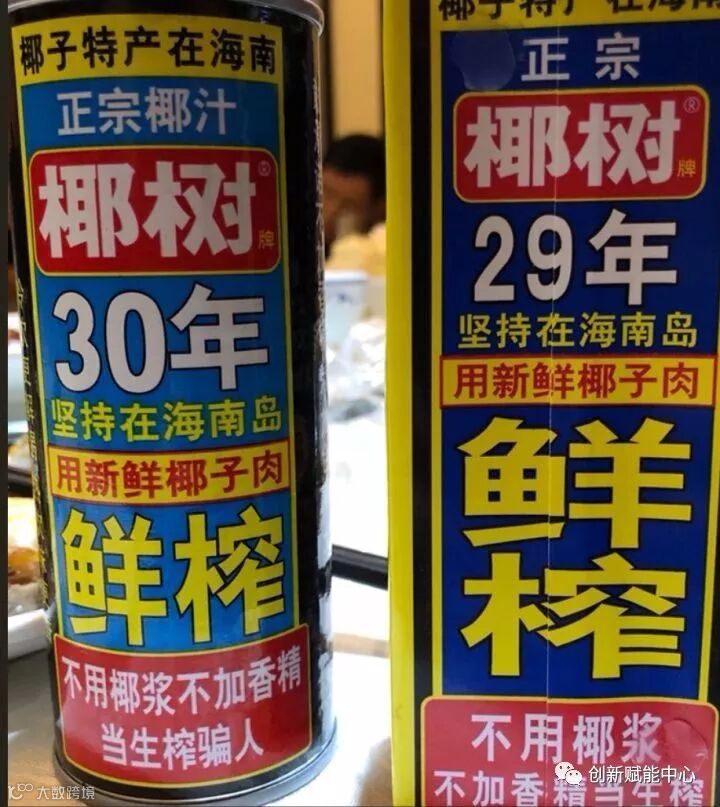 椰子特产在海南
正宗椰汁
椰树®
牌
30年
坚持在海南岛
用新鲜椰子肉
鲜榨
不用椰浆不加香精
当生榨骗人
椰子特产在海南
正宗
椰树®
牌
29年
坚持在海南岛
用新鲜椰子肉
鲜
榨
不用椰浆
不加香精当生榨
创新赋能中心
大数跨境